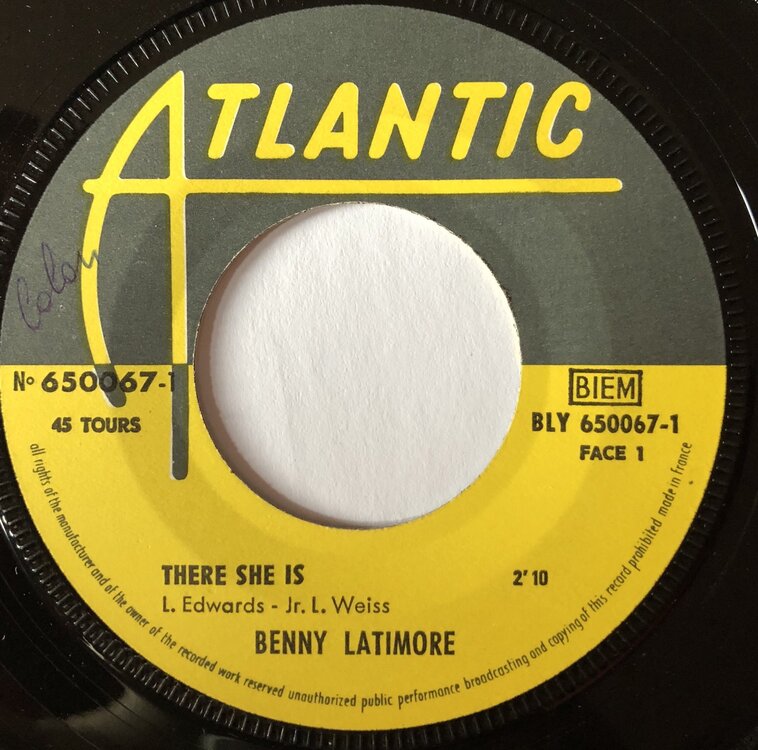 ATLANTIC
Colou
Nº 650067-1
45 TOURS
BIEM
BLY 650067-1
FACE 1
THERE SHE IS 2'10
L. Edwards - Jr. L. Weiss
BENNY LATIMORE
all rights of the manufacturer and of the owner of the recorded work reserved unauthorized public performance broadcasting and copying of this record prohibited made in France